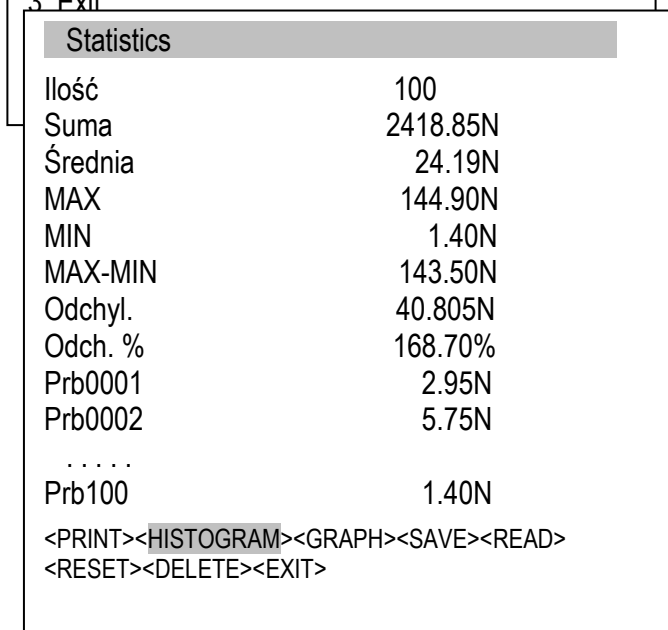 3. Exit
Statistics
Ilość 100
Suma 2418.85N
Średnia 24.19N
MAX 144.90N
MIN 1.40N
MAX-MIN 143.50N
Odchyl. 40.805N
Odch. % 168.70%
Prb0001 2.95N
Prb0002 5.75N
. . . . .
Prb100 1.40N
<PRINT><HISTOGRAM><GRAPH><SAVE><READ>
<RESET><DELETE><EXIT>